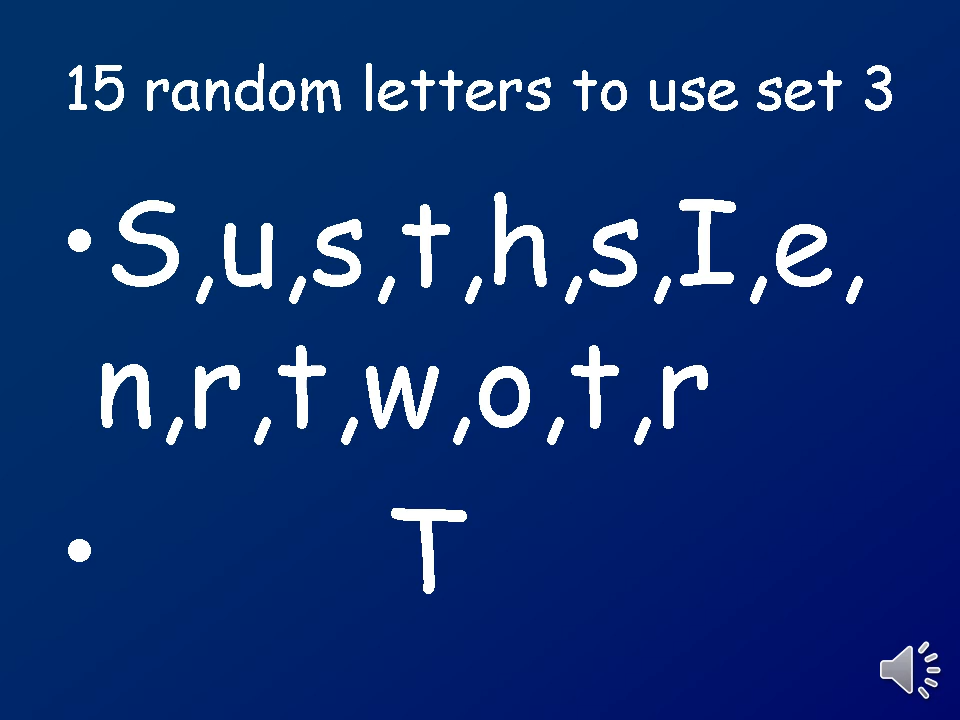 15 random letters to use set 3
•S,u,s,t,h,s,I,e,
n,r,t,w,o,t,r
• T